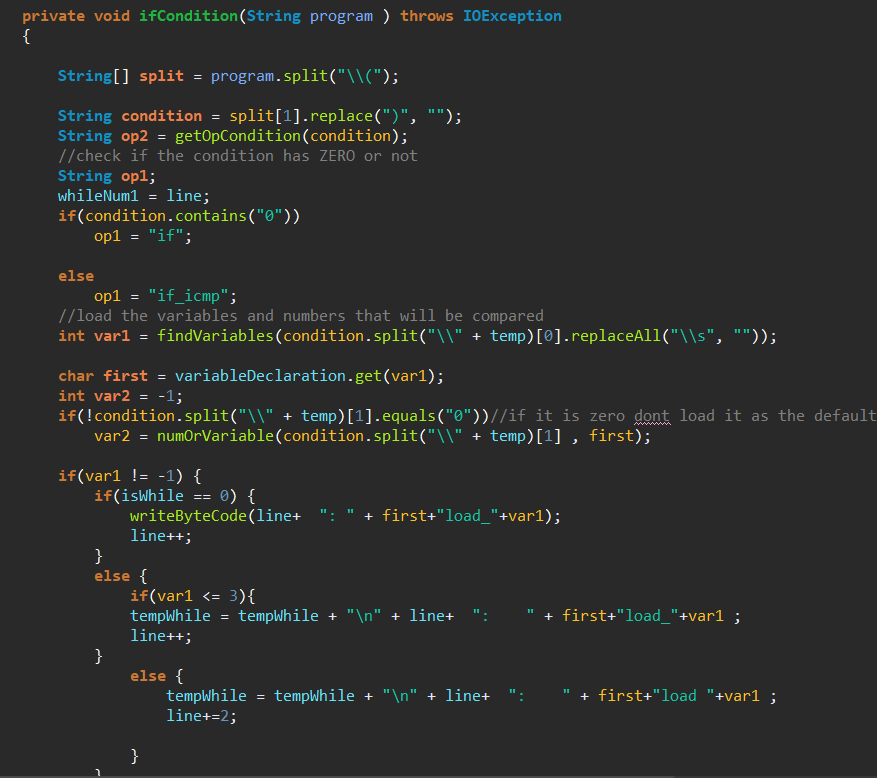 private void ifCondition(String program ) throws IOException
{
String[] split = program.split("\\(");
String condition = split[1].replace(")", "");
String op2 = getOpCondition(condition);
//check if the condition has ZERO or not
String op1;
whileNum1 = line;
if(condition.contains("0"))
op1 = "if";
else
op1 = "if_icmp";
//load the variables and numbers that will be compared
int var1 = findVariables(condition.split("\\" + temp)[0].replaceAll("\\s", ""));
char first = variableDeclaration.get(var1);
int var2 = -1;
if(!condition.split("\\" + temp)[1].equals("0"))//if it is zero dont load it as the default
var2 = numOrVariable(condition.split("\\" + temp)[1] , first);
if(var1 != -1) {
if(isWhile == 0) {
writeByteCode(line+  ": " + first+"load_"+var1);
line++;
}
else {
if(var1 <= 3){
tempWhile = tempWhile + "\n" + line+  ":    " + first+"load_"+var1 ;
line++;
}
else {
tempWhile = tempWhile + "\n" + line+  ":    " + first+"load "+var1 ;
line+=2;
}
}